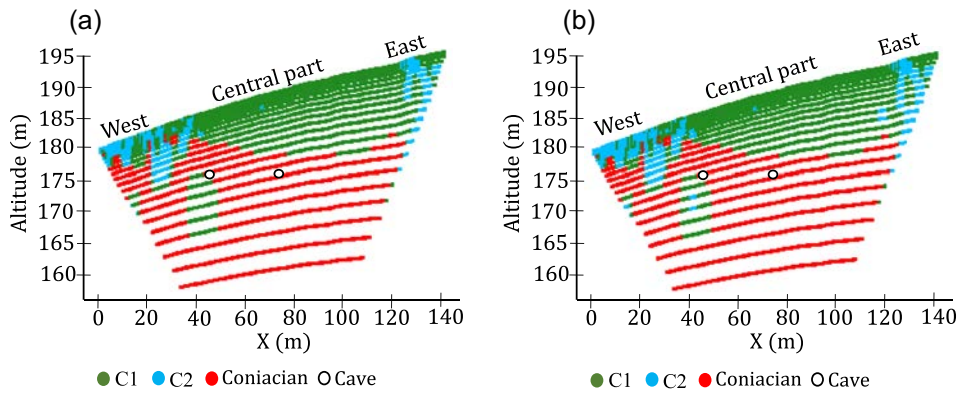 (a)
195
190
185
180
175
170
165
160
Altitude (m)
West
Central part
East
0 20 40 60 80 100 120 140
X (m)
C1 C2 Coniacian Cave
(b)
195
190
185
180
175
170
165
160
Altitude (m)
West
Central part
East
0 20 40 60 80 100 120 140
X (m)
C1 C2 Coniacian Cave